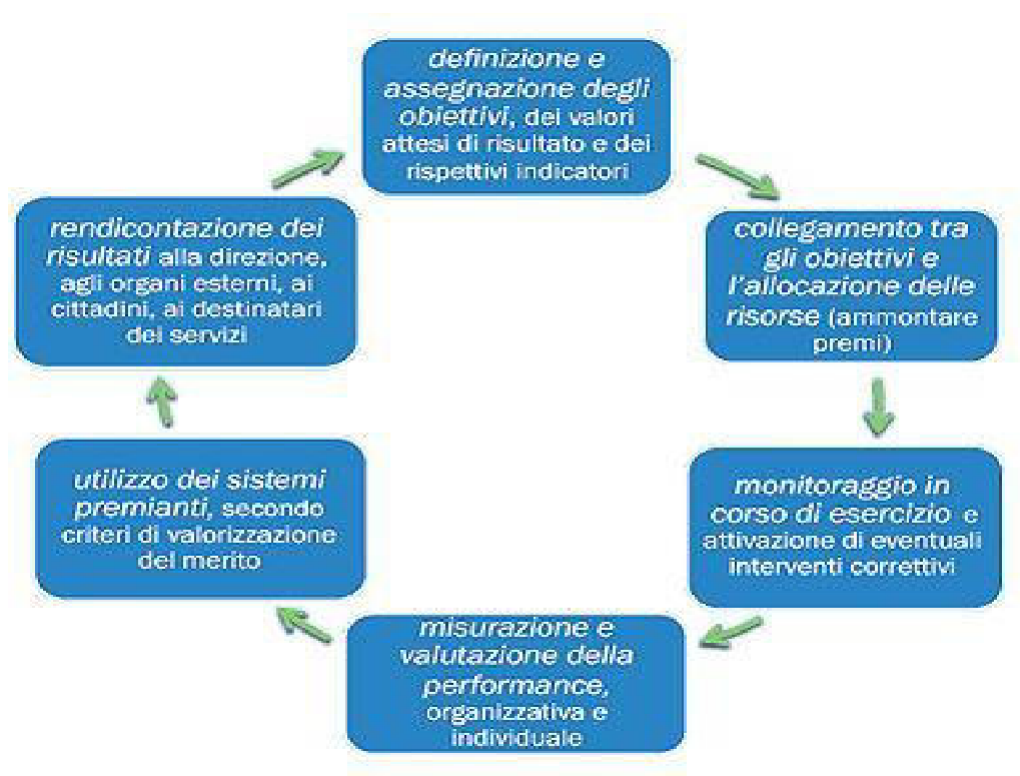 definizione e
assegnazione degli
obiettivi, dei valori
attesi di risultato e dei
rispettivi indicatori
collegamento tra
gli obiettivi e
l'allocazione delle
risorse (ammontare
premi)
monitoraggio in
corso di esercizio e
attivazione di eventuali
interventi correttivi
misurazione e
valutazione della
performance,
organizzativa e
individuale
utilizzo dei sistemi
premianti, secondo
criteri di valorizzazione
del merito
rendicontazione dei
risultati alla direzione,
agli organi esterni, ai
cittadini, ai destinatari
dei servizi